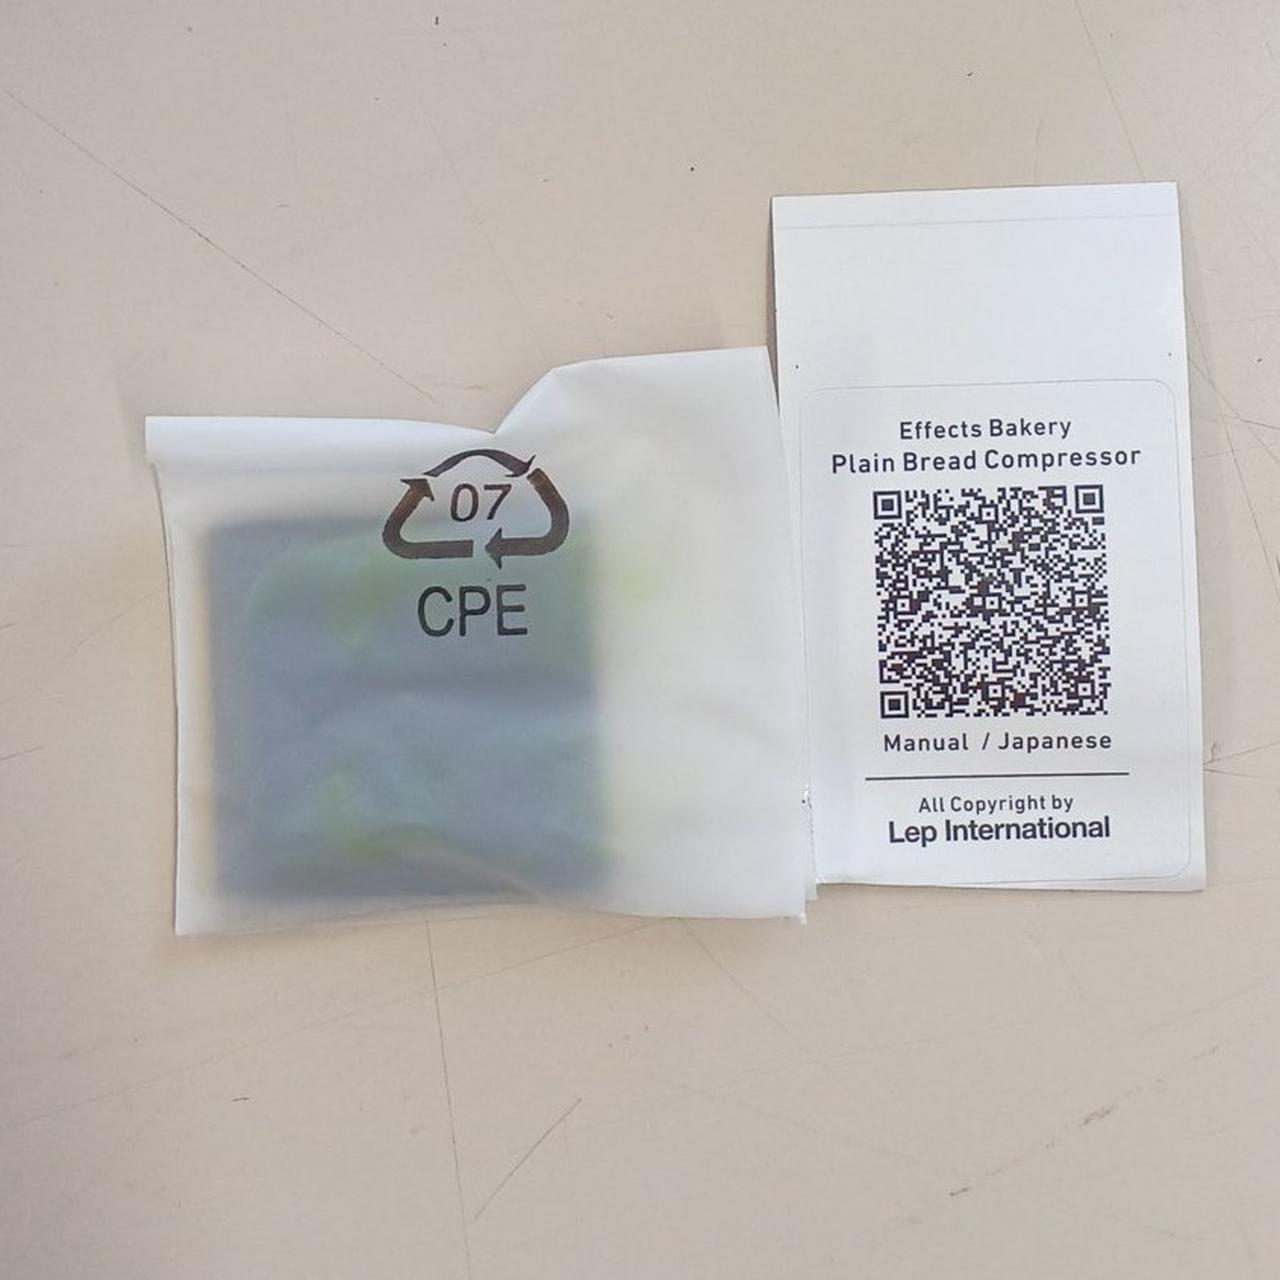 07
CPE
Effects Bakery
Plain Bread Compressor
Manual / Japanese
All Copyright by
Lep International